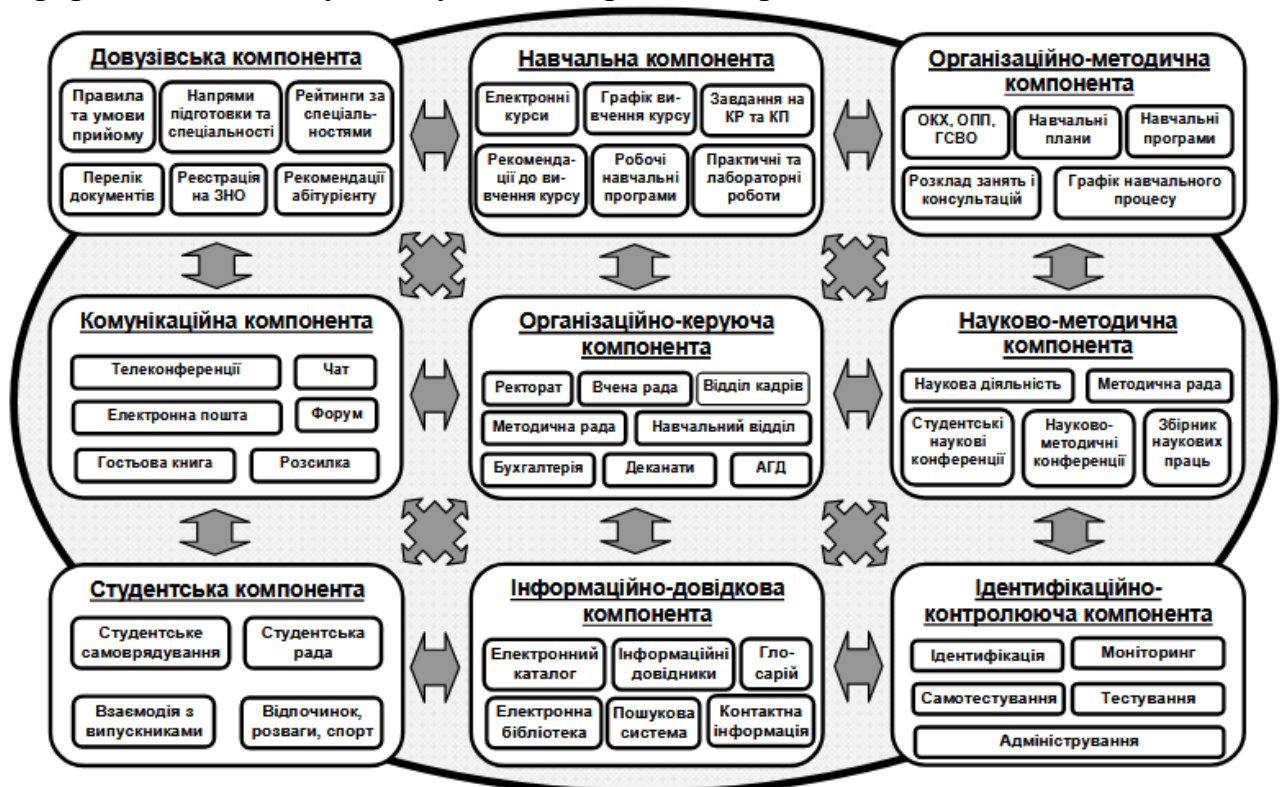 Довузівська компонента
Правила
та умови
прийому
Напрями
підготовки та
спеціальності
Рейтинги за
спеціаль-
ностями
Перелік
документів
Реєстрація
на ЗНО
Рекомендації
абітурієнту
Навчальна компонента
Електронні
курси
Графік ви-
вчення курсу
Завдання на
КР та КП
Рекоменда-
ції до ви-
вчення курсу
Робочі
навчальні
програми
Практичні та
лабораторні
роботи
Організаційно-методична
компонента
ОКХ, ОПП,
ГСВО
Навчальні
плани
Навчальні
програми
Розклад занять і
консультацій
Графік навчального
процесу
Комунікаційна компонента
Телеконференції
Чат
Електронна пошта
Форум
Гостьова книга
Розсилка
Організаційно-керуюча
компонента
Ректорат
Вчена рада
Відділ кадрів
Методична рада
Навчальний відділ
Бухгалтерія
Деканати
АГД
Науково-методична
компонента
Наукова діяльність
Методична рада
Студентські
наукові
конференції
Науково-
методичні
конференції
Збірник
наукових
праць
Студентська компонента
Студентське
самоврядування
Студентська
рада
Взаємодія з
випускниками
Відпочинок,
розваги, спорт
Інформаційно-довідкова
компонента
Електронний
каталог
Інформаційні
довідники
Гло-
сарій
Електронна
бібліотека
Пошукова
система
Контактна
інформація
Ідентифікаційно-
контролююча компонента
Ідентифікація
Моніторинг
Самотестування
Тестування
Адміністрування